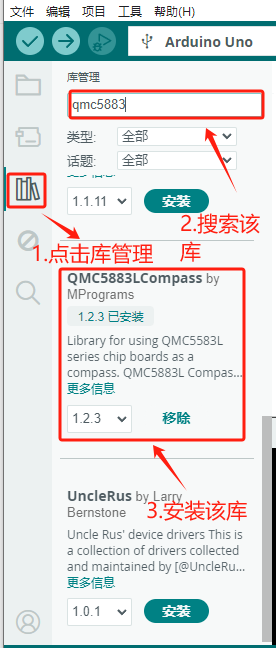 文件 编辑 项目 工具 帮助(H)
Arduino Uno
库管理
qmc5883
类型: 全部
话题: 全部
更多信息
1.1.11 安装
2.搜索该
库
1.点击库管理
QMC5883LCompass by
MPrograms
1.2.3 已安装
Library for using QMC5583L
series chip boards as a
compass. QMC5883L Compas...
更多信息
1.2.3 移除
3.安装该库
UncleRus by Larry
Bernstone
Uncle Rus' device drivers This is
a collection of drivers collected
and maintained by [@UncleRu...
更多信息
1.0.1 安装